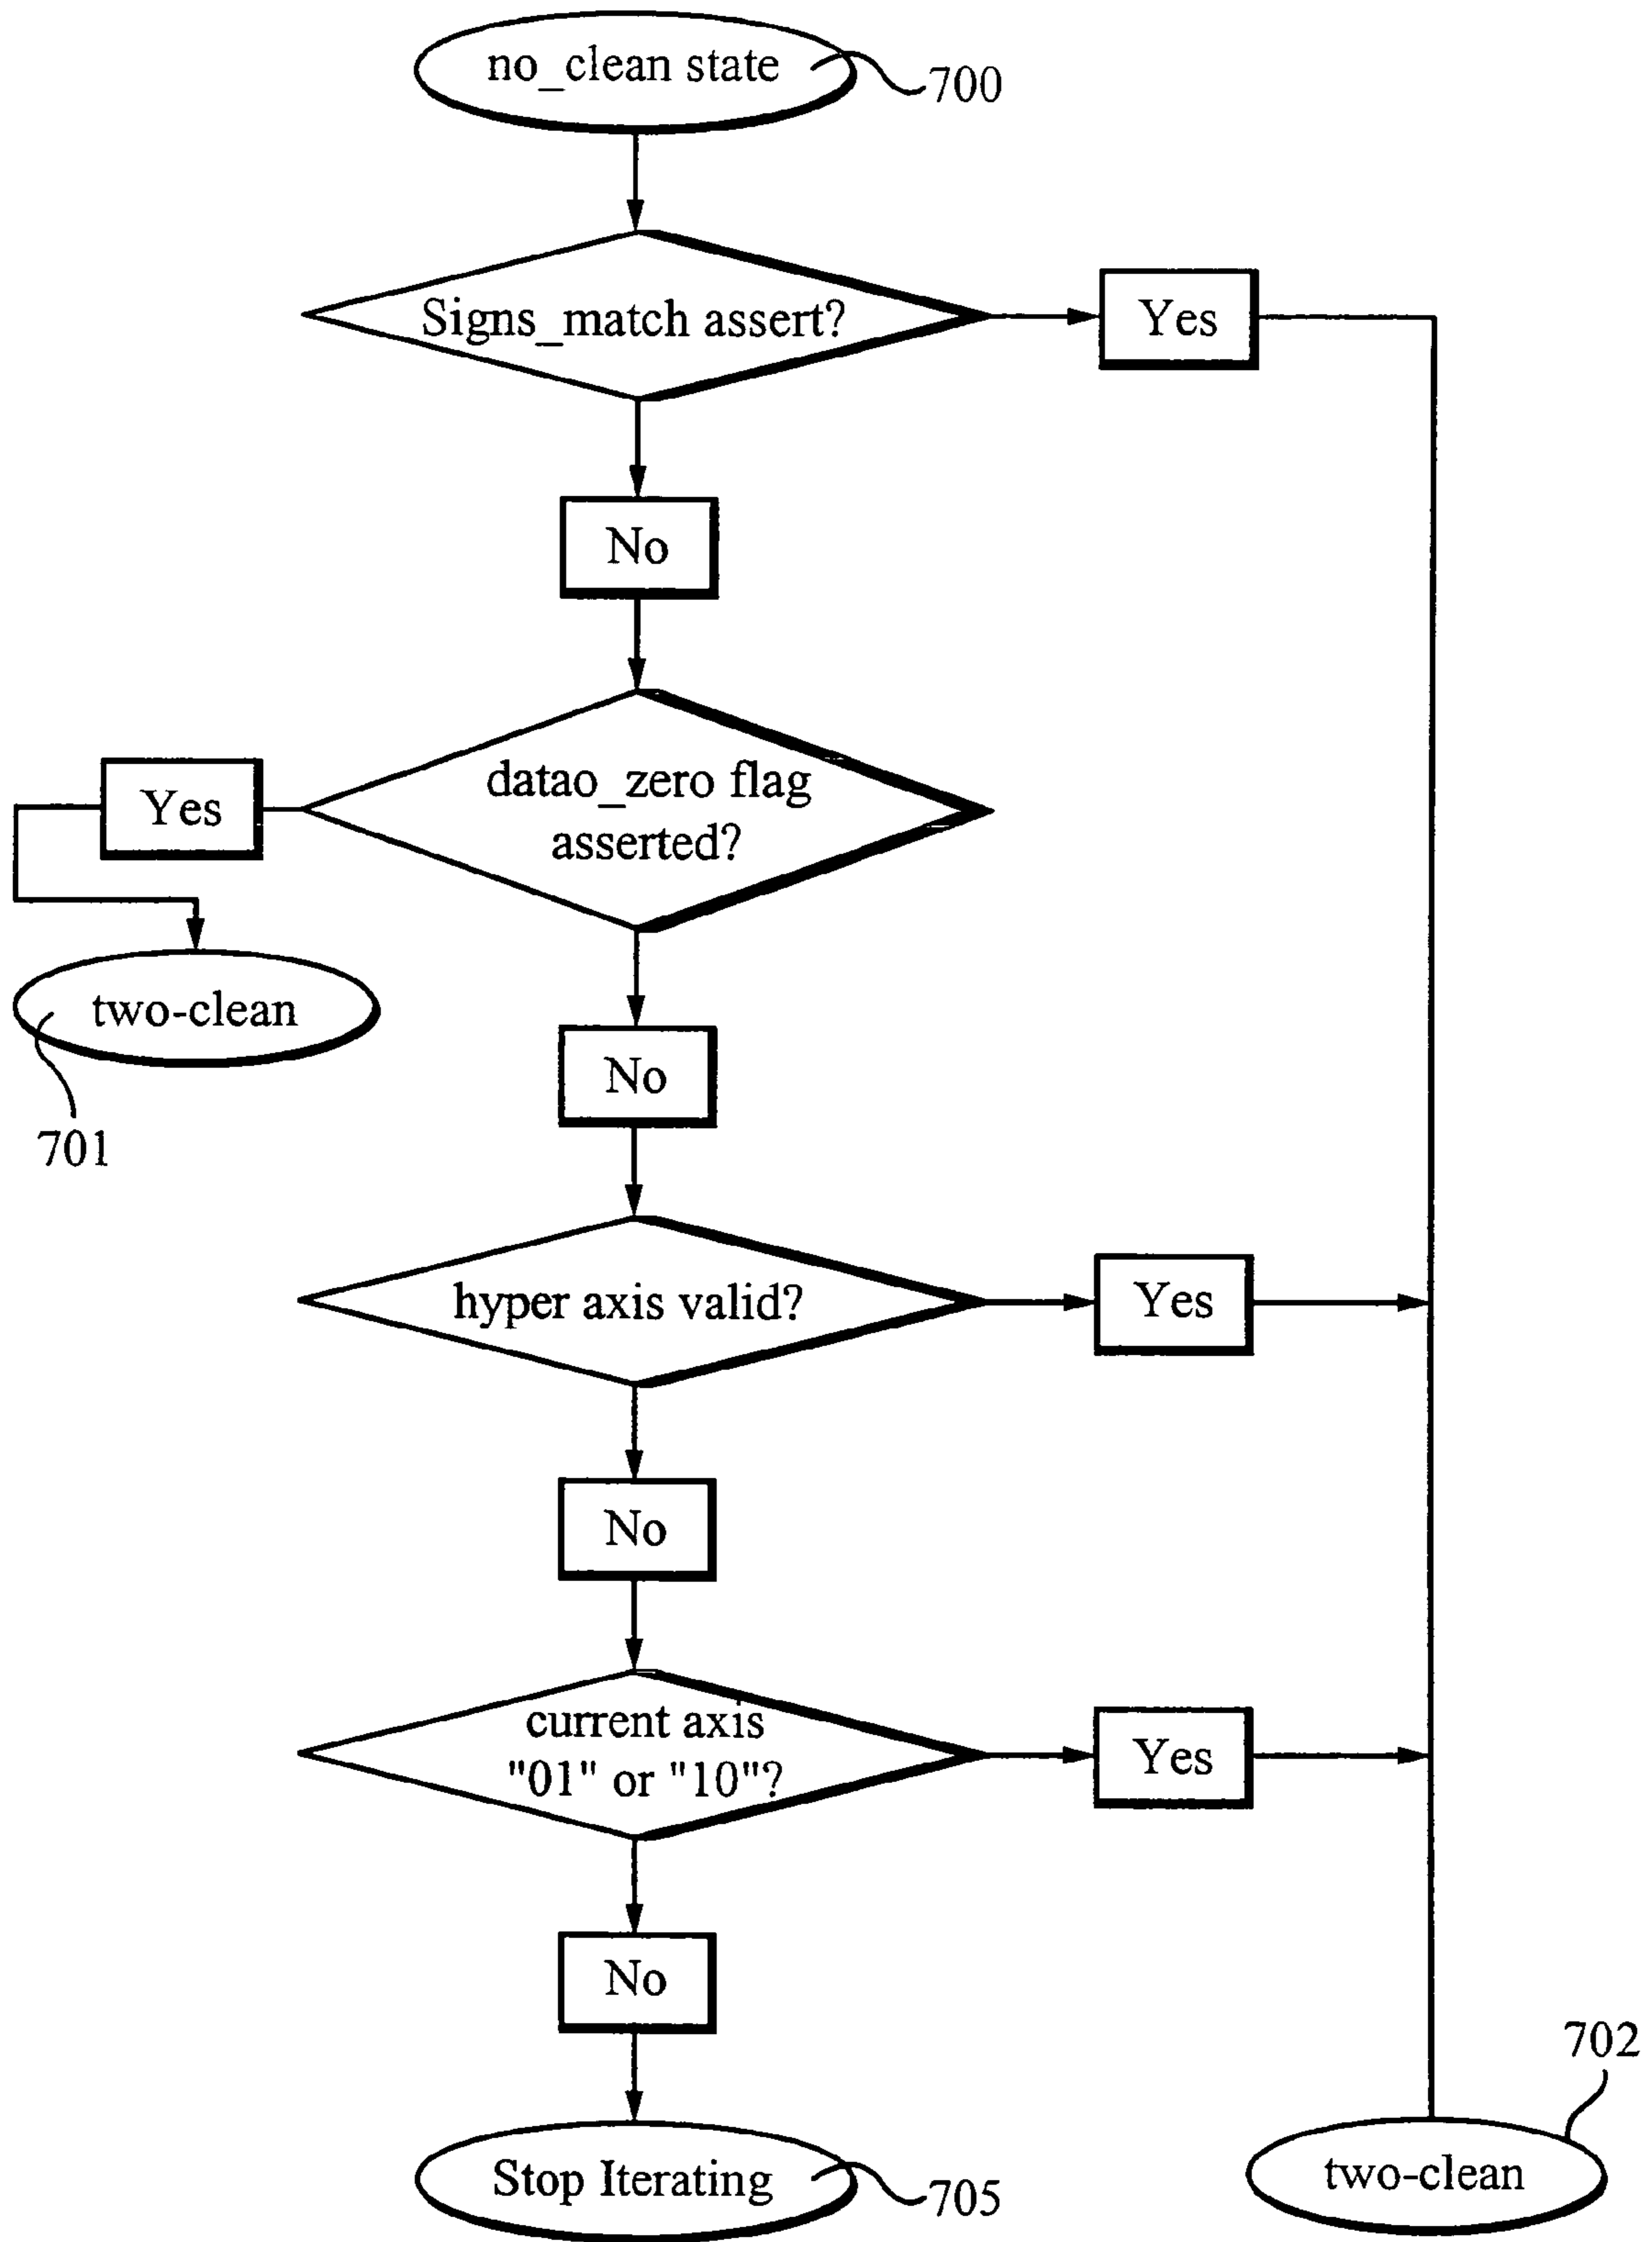 no_clean state
700
Signs_match assert?
Yes
No
datao_zero flag
asserted?
Yes
two-clean
701
No
hyper axis valid?
Yes
No
current axis
"01" or "10"?
Yes
No
702
Stop Iterating
705
two-clean